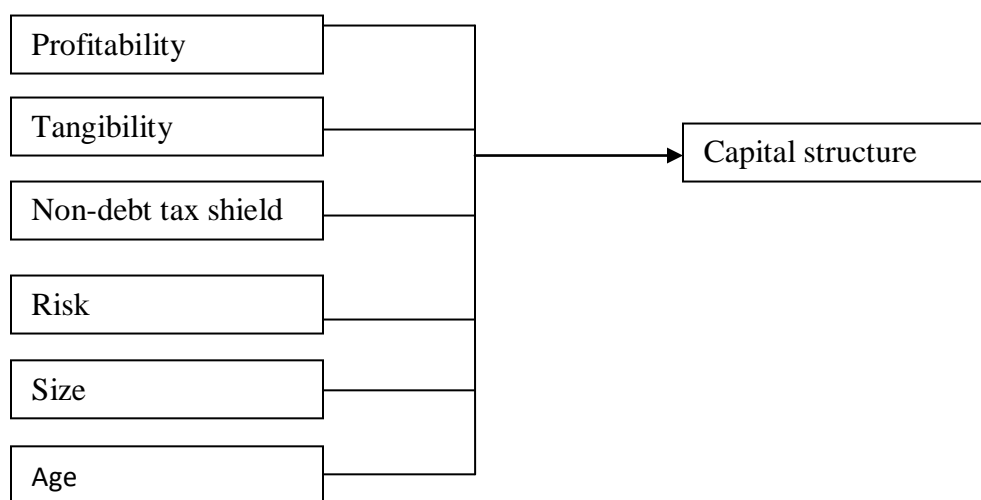 Profitability
Tangibility
Capital structure
Non-debt tax shield
Risk
Size
Age